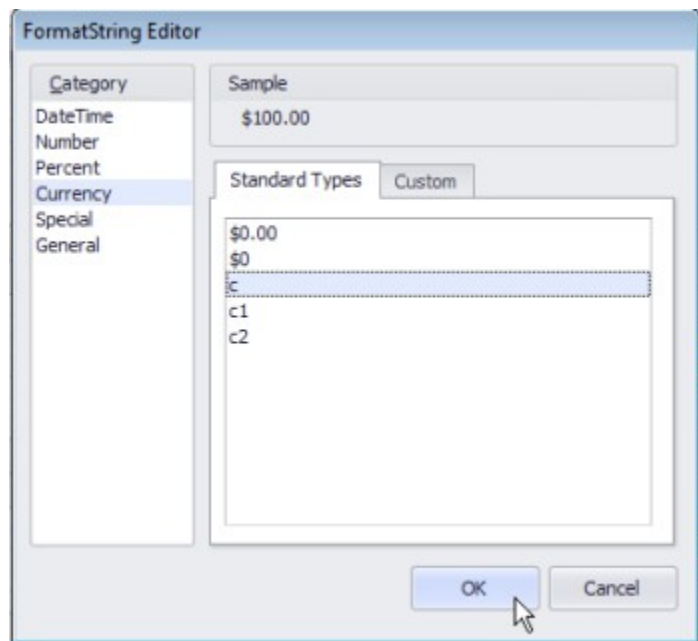 FormatString Editor
Category
DateTime
Number
Percent
Currency
Special
General
Sample
$100.00
Standard Types
Custom
$0.00
$0
c
c1
c2
OK
Cancel